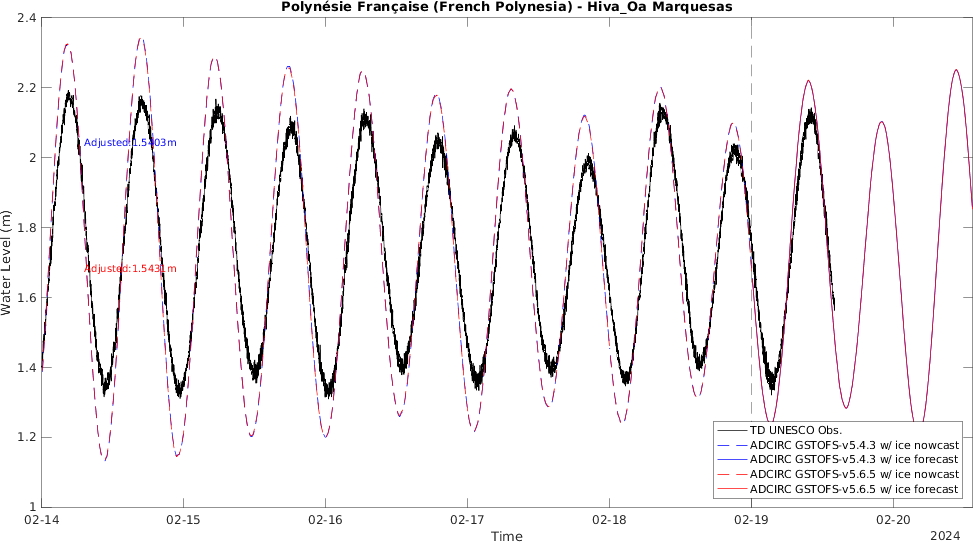 Polynésie Française (French Polynesia) - Hiva_Oa Marquesas
2.4
2.2
2
1.8
1.6
1.4
1.2
1
Water Level (m)
Adjusted:1.5403m
Adjusted:1.5431m
TD UNESCO Obs.
ADCIRC GSTOFS-v5.4.3 w/ ice nowcast
ADCIRC GSTOFS-v5.4.3 w/ ice forecast
ADCIRC GSTOFS-v5.6.5 w/ ice nowcast
ADCIRC GSTOFS-v5.6.5 w/ ice forecast
02-14 02-15 02-16 02-17 02-18 02-19 02-20
Time
2024